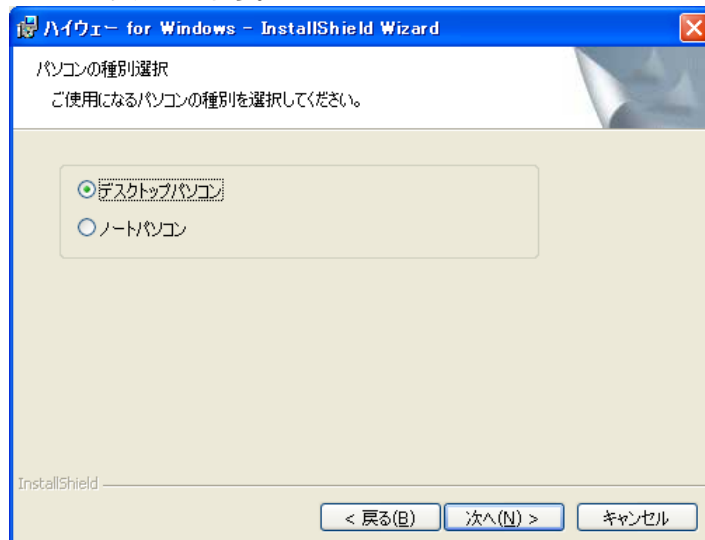 ハイウェー for Windows - InstallShield Wizard
パソコンの種別選択
ご使用になるパソコンの種別を選択してください。
デスクトップパソコン
ノートパソコン
InstallShield
< 戻る(B)
次へ(N) >
キャンセル